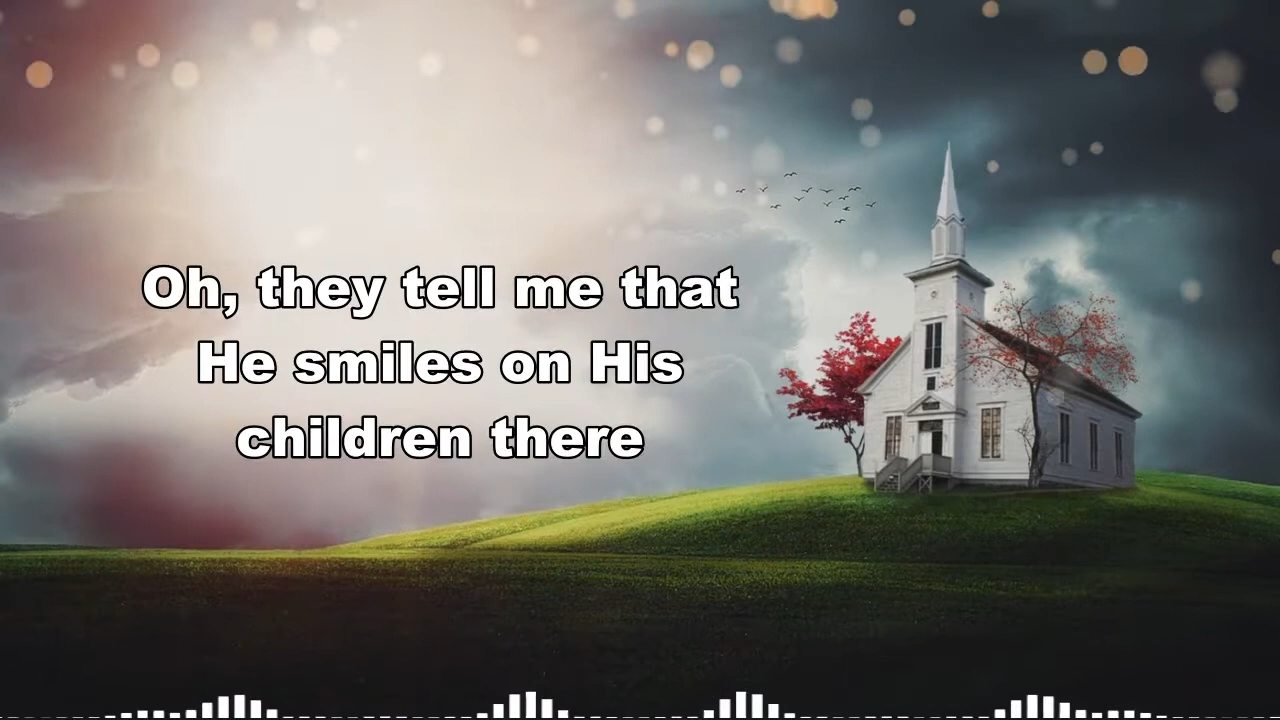 Oh, they tell me that
He smiles on His
children there